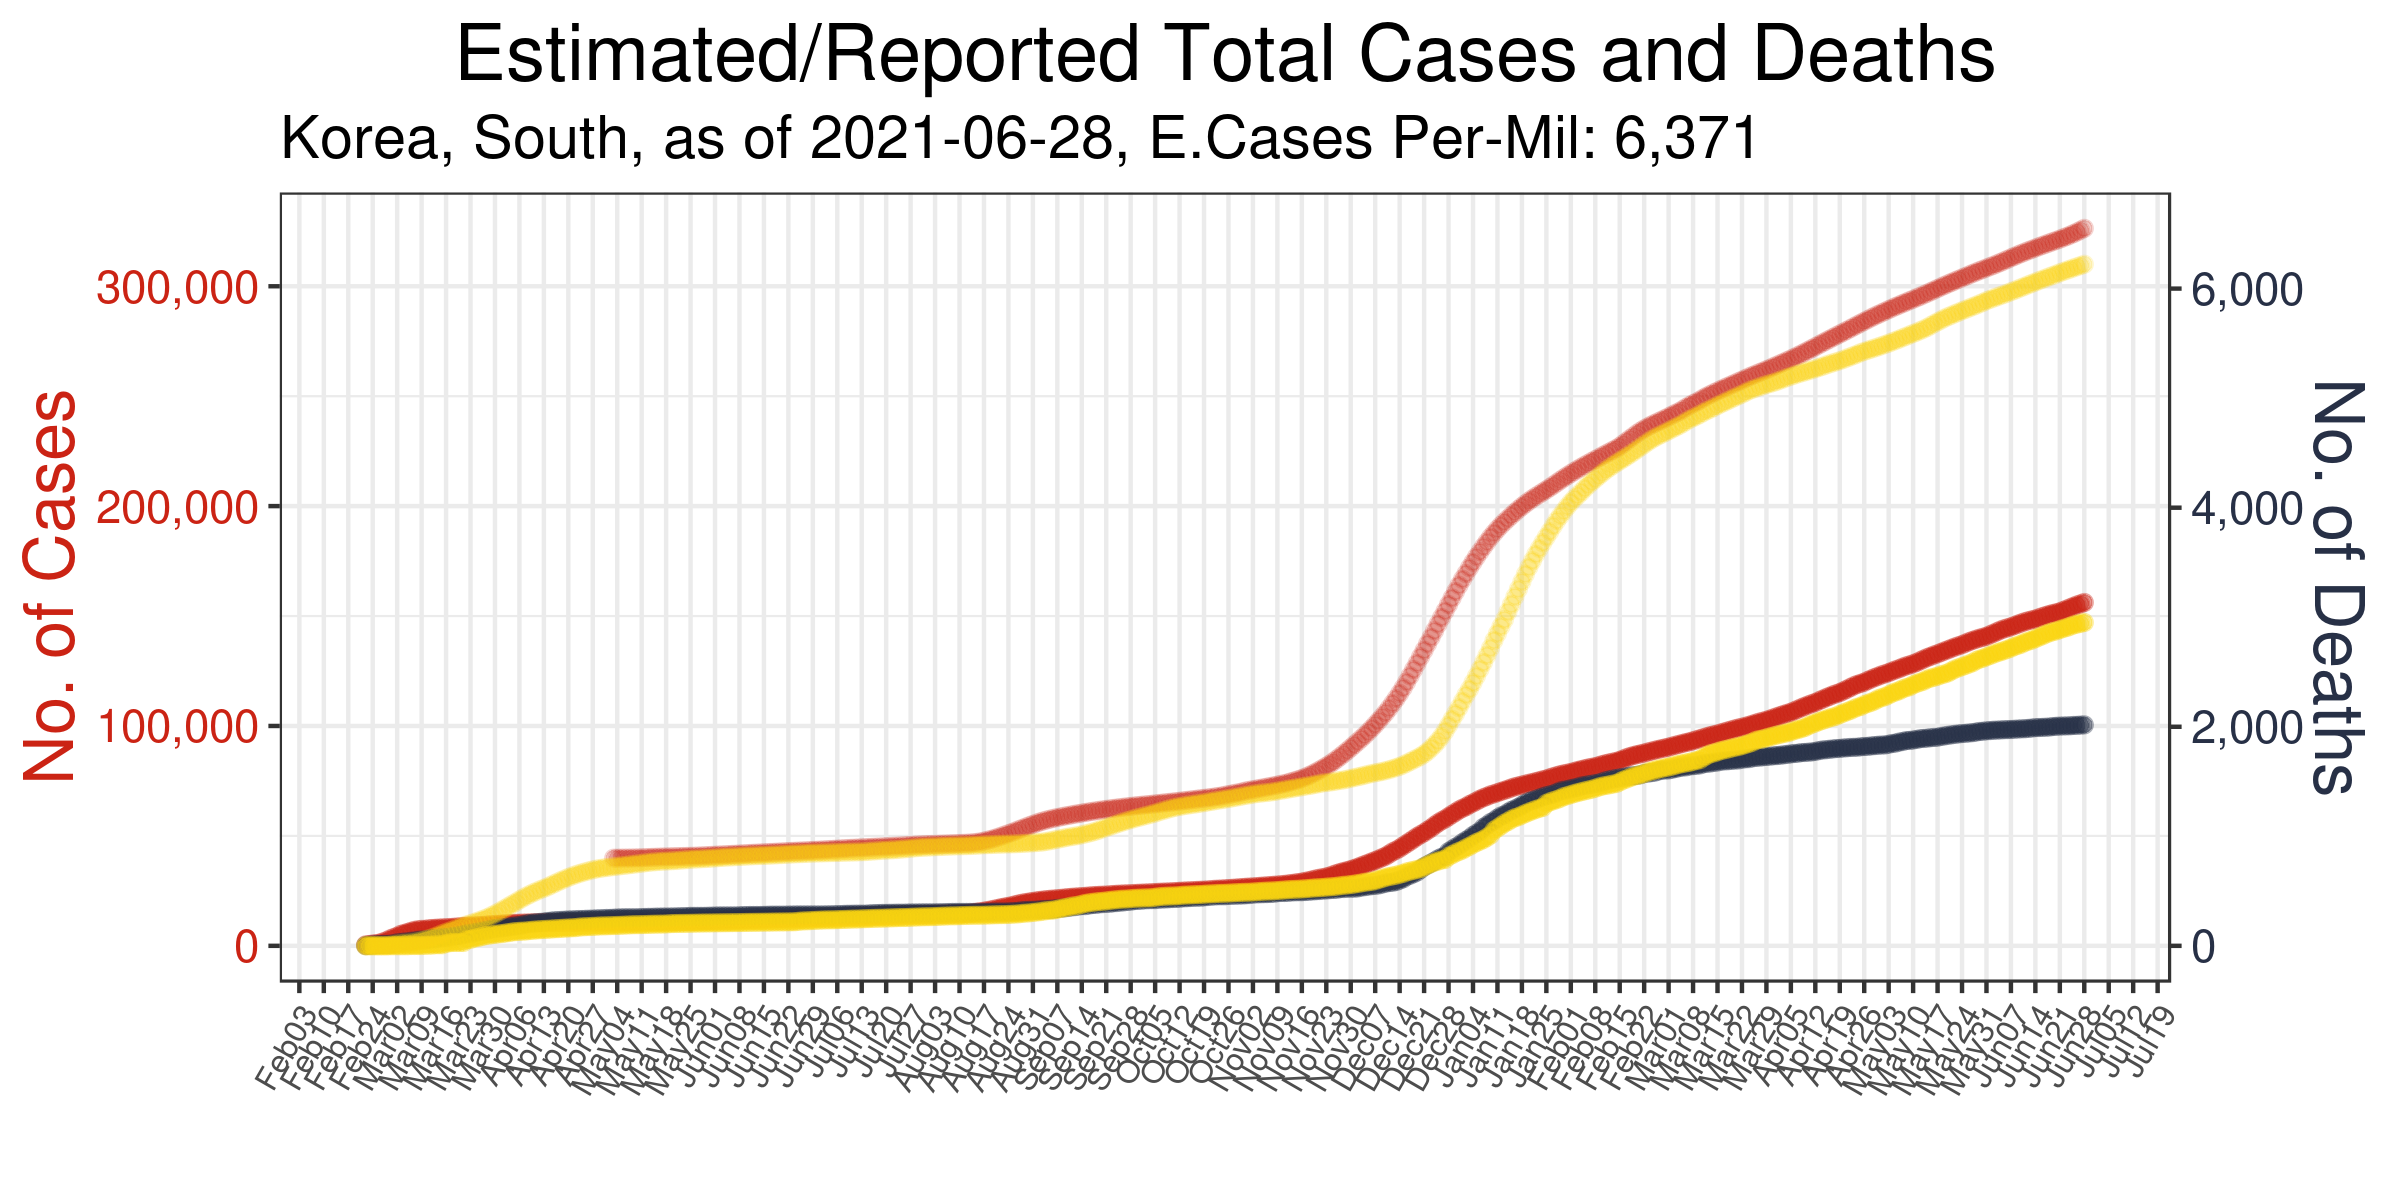 Estimated/Reported Total Cases and Deaths
Korea, South, as of 2021-06-28, E.Cases Per-Mil: 6,371
No. of Cases
300,000
200,000
100,000
0
6,000
4,000
2,000
0
No. of Deaths
Feb03
Feb10
Feb17
Feb24
Mar02
Mar09
Mar16
Mar23
Mar30
Apr06
Apr13
Apr20
Apr27
May04
May11
May18
May25
Jun01
Jun08
Jun15
Jun22
Jun29
Jul06
Jul13
Jul20
Jul27
Aug03
Aug10
Aug17
Aug24
Aug31
Sep07
Sep14
Sep21
Sep28
Oct05
Oct12
Oct19
Oct26
Nov02
Nov09
Nov16
Nov23
Nov30
Dec07
Dec14
Dec21
Dec28
Jan04
Jan11
Jan18
Jan25
Feb01
Feb08
Feb15
Feb22
Mar01
Mar08
Mar15
Mar22
Mar29
Apr05
Apr12
Apr19
Apr26
May03
May10
May17
May24
May31
Jun07
Jun14
Jun21
Jun28
Jul05
Jul12
Jul19